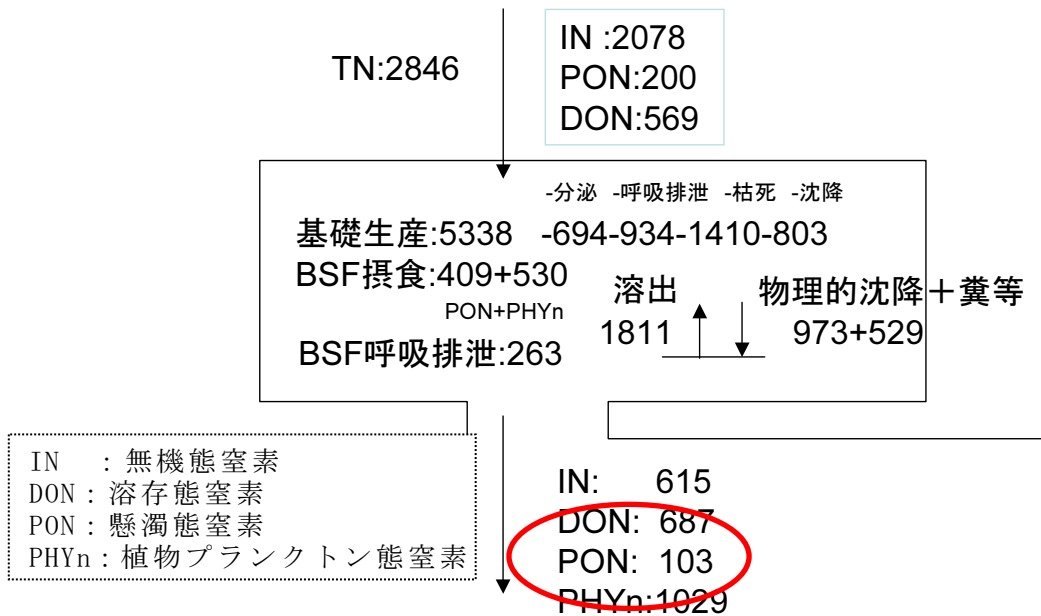 TN:2846
IN :2078
PON:200
DON:569
-分泌 -呼吸排泄 -枯死 -沈降
基礎生産:5338 -694-934-1410-803
BSF摂食:409+530
PON+PHYn
BSF呼吸排泄:263
溶出
1811
物理的沈降＋糞等
973+529
IN ：無機態窒素
DON：溶存態窒素
PON：懸濁態窒素
PHYn：植物プランクトン態窒素
IN: 615
DON: 687
PON: 103
PHYn:1029